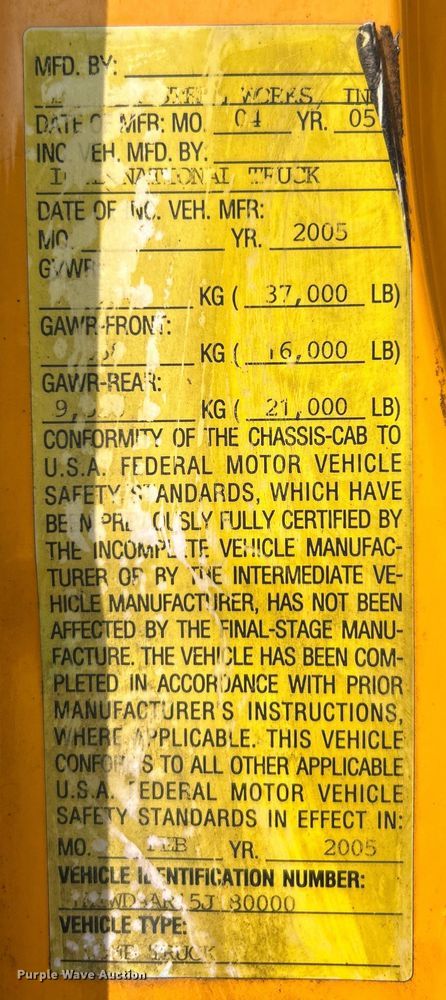 MFD. BY:
WORKS,
DATE MFR: MO. 04 YR. 05
INC VEH. MFD. BY.
TRUCK
DATE OF VEH. MFR:
MO. YR. 2005
GVWR
KG ( 37,000 LB)
GAWR-FRONT:
KG ( 16,000 LB)
GAWR-REAR:
KG ( 21,000 LB)
CONFORMITY OF THE CHASSIS-CAB TO
U.S.A. FEDERAL MOTOR VEHICLE
SAFETY STANDARDS, WHICH HAVE
BEEN PREVIOUSLY FULLY CERTIFIED BY
THE INCOMPLETE VEHICLE MANUFAC-
TURER OR BY THE INTERMEDIATE VE-
HICLE MANUFACTURER, HAS NOT BEEN
AFFECTED BY THE FINAL-STAGE MANU-
FACTURE. THE VEHICLE HAS BEEN COM-
PLETED IN ACCORDANCE WITH PRIOR
MANUFACTURER'S INSTRUCTIONS,
WHERE APPLICABLE. THIS VEHICLE
CONFORMS TO ALL OTHER APPLICABLE
U.S.A. FEDERAL MOTOR VEHICLE
SAFETY STANDARDS IN EFFECT IN:
MO. FEB YR. 2005
VEHICLE IDENTIFICATION NUMBER:
VEHICLE TYPE:
TRUCK
Purple Wave Auction